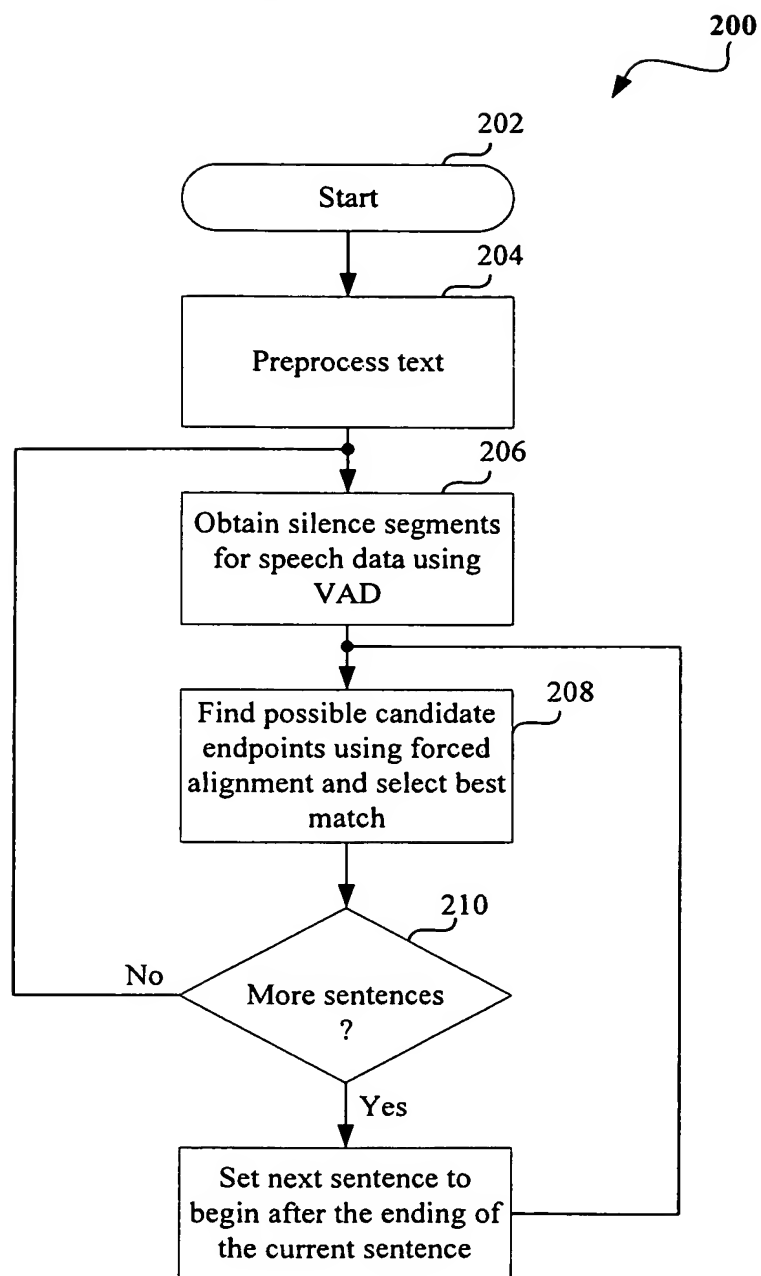 200
202
Start
204
Preprocess text
206
Obtain silence segments
for speech data using
VAD
208
Find possible candidate
endpoints using forced
alignment and select best
match
210
No
More sentences
?
Yes
Set next sentence to
begin after the ending of
the current sentence